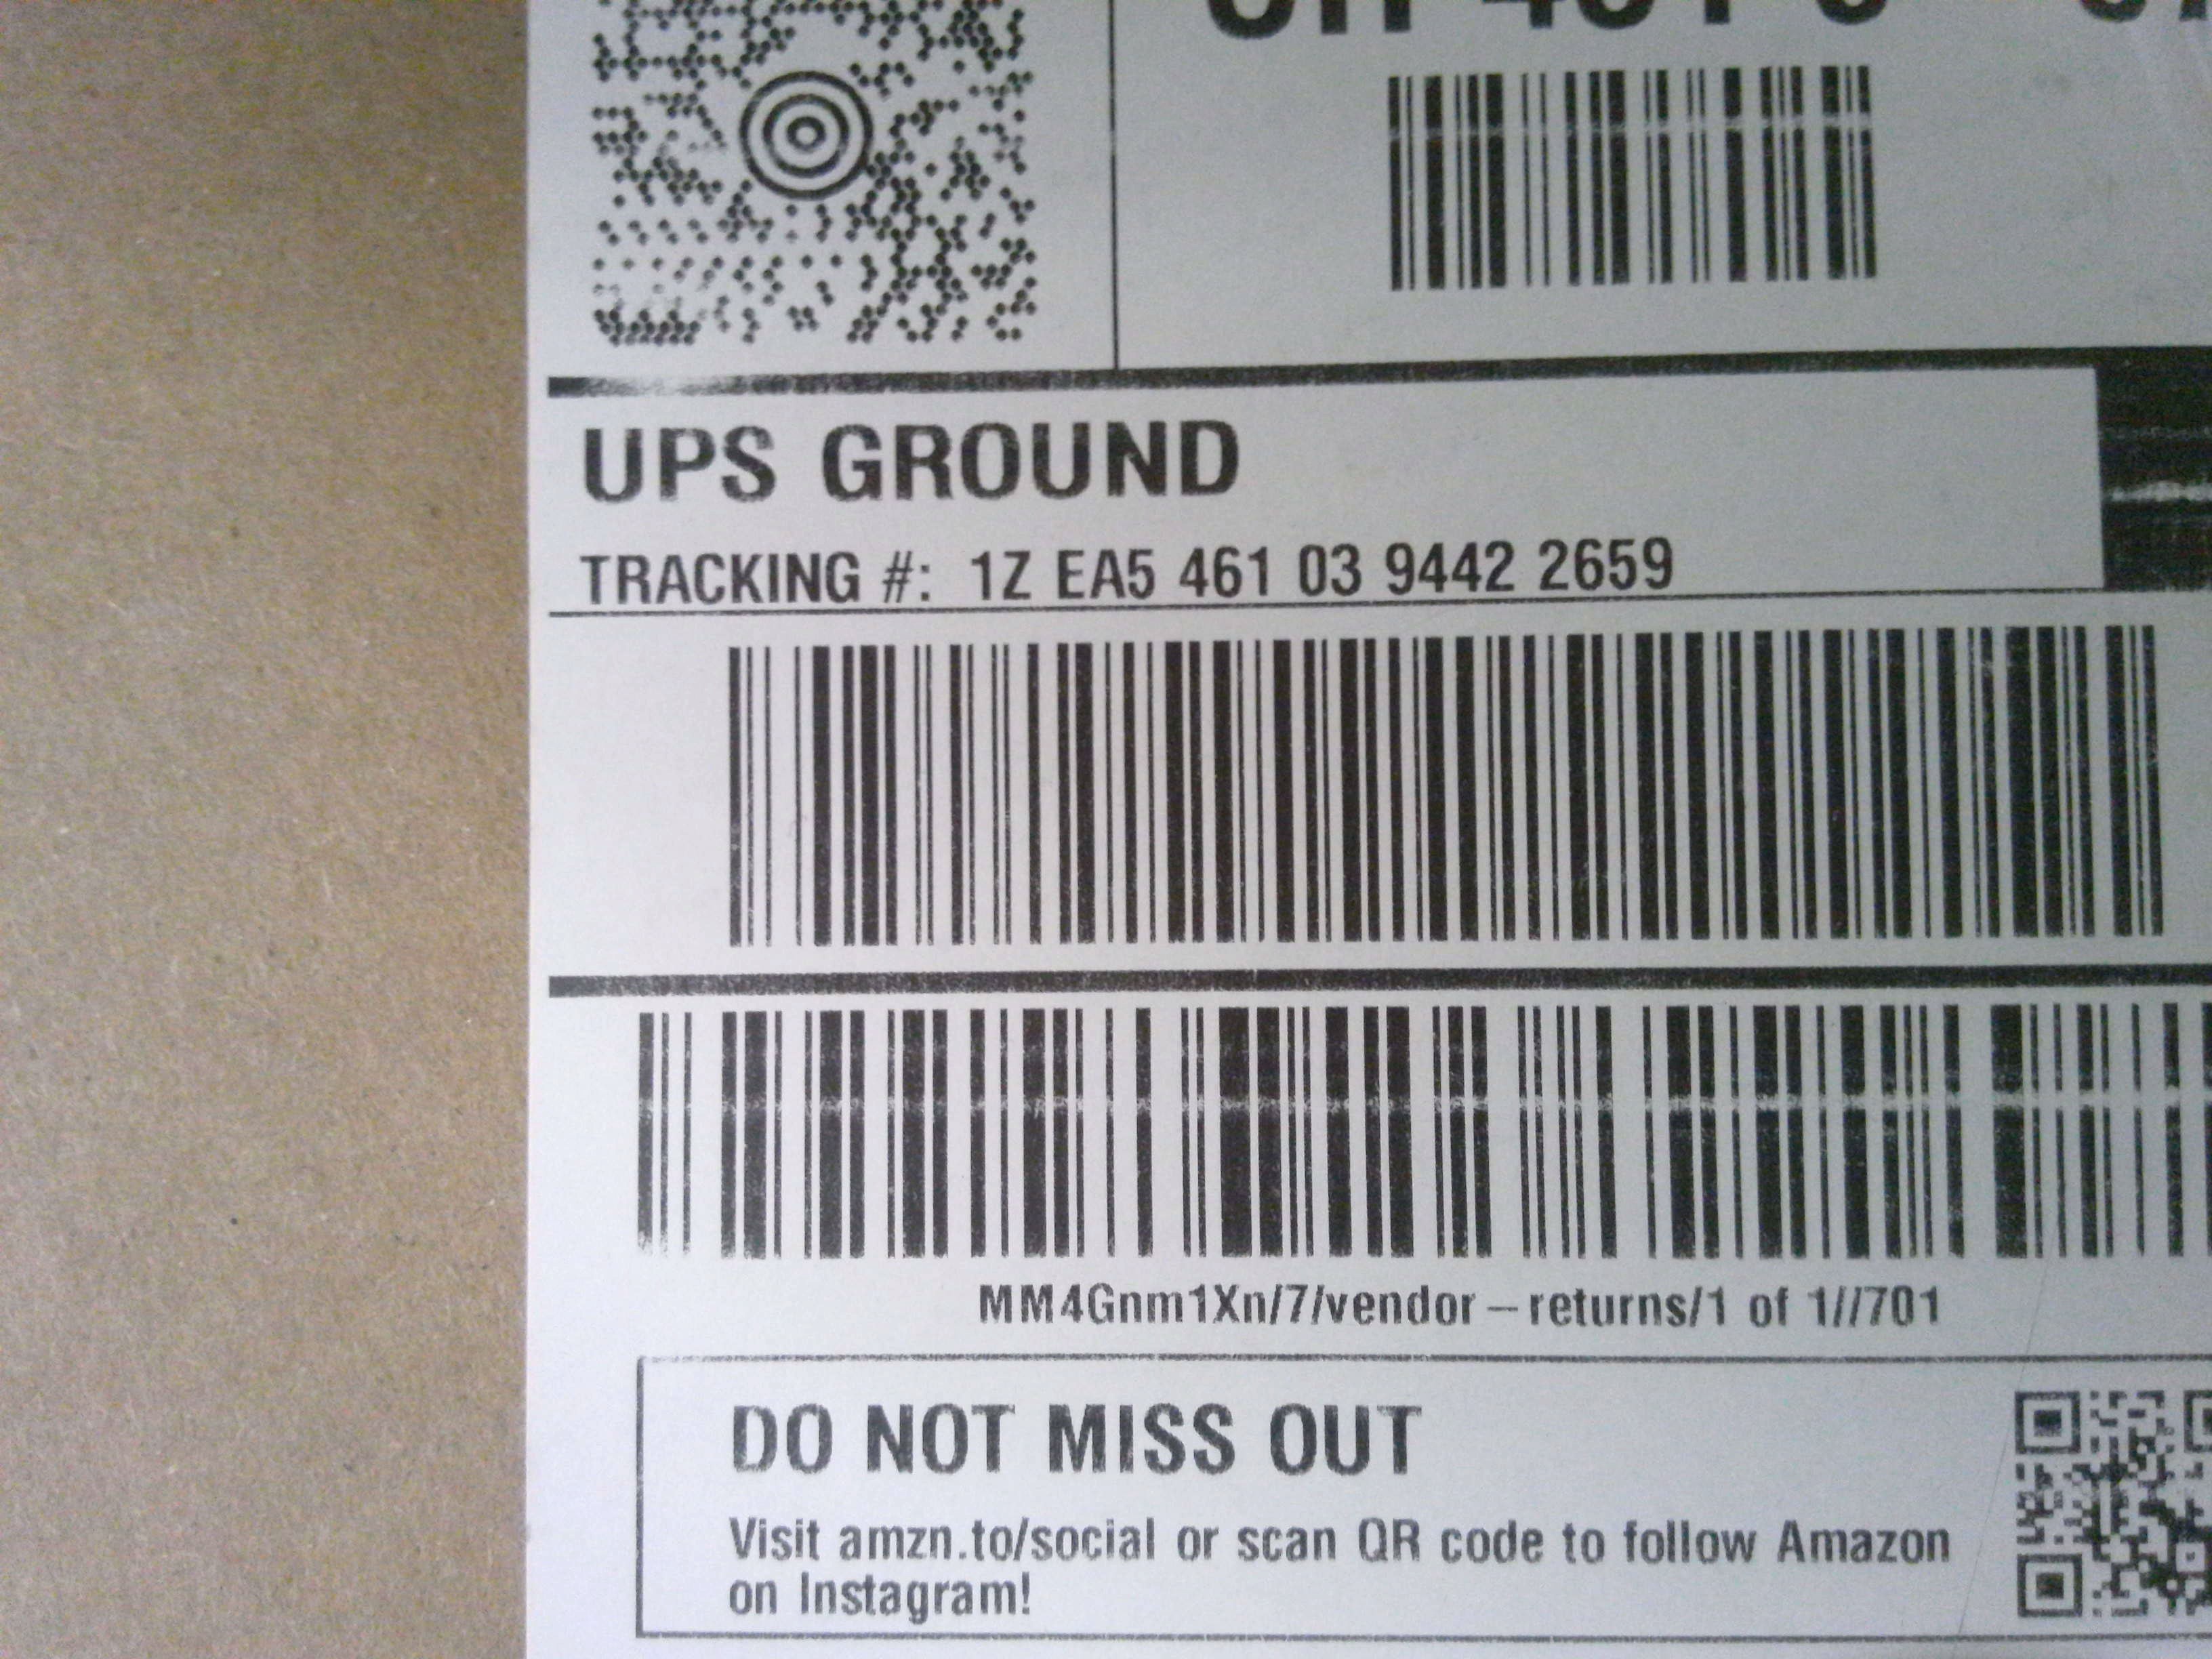 UPS GROUND
TRACKING #: 1Z EA5 461 03 9442 2659
MM4Gnm1Xn/7/vendor-returns/1 of 1//701
DO NOT MISS OUT
Visit amzn.to/social or scan QR code to follow Amazon
on Instagram!